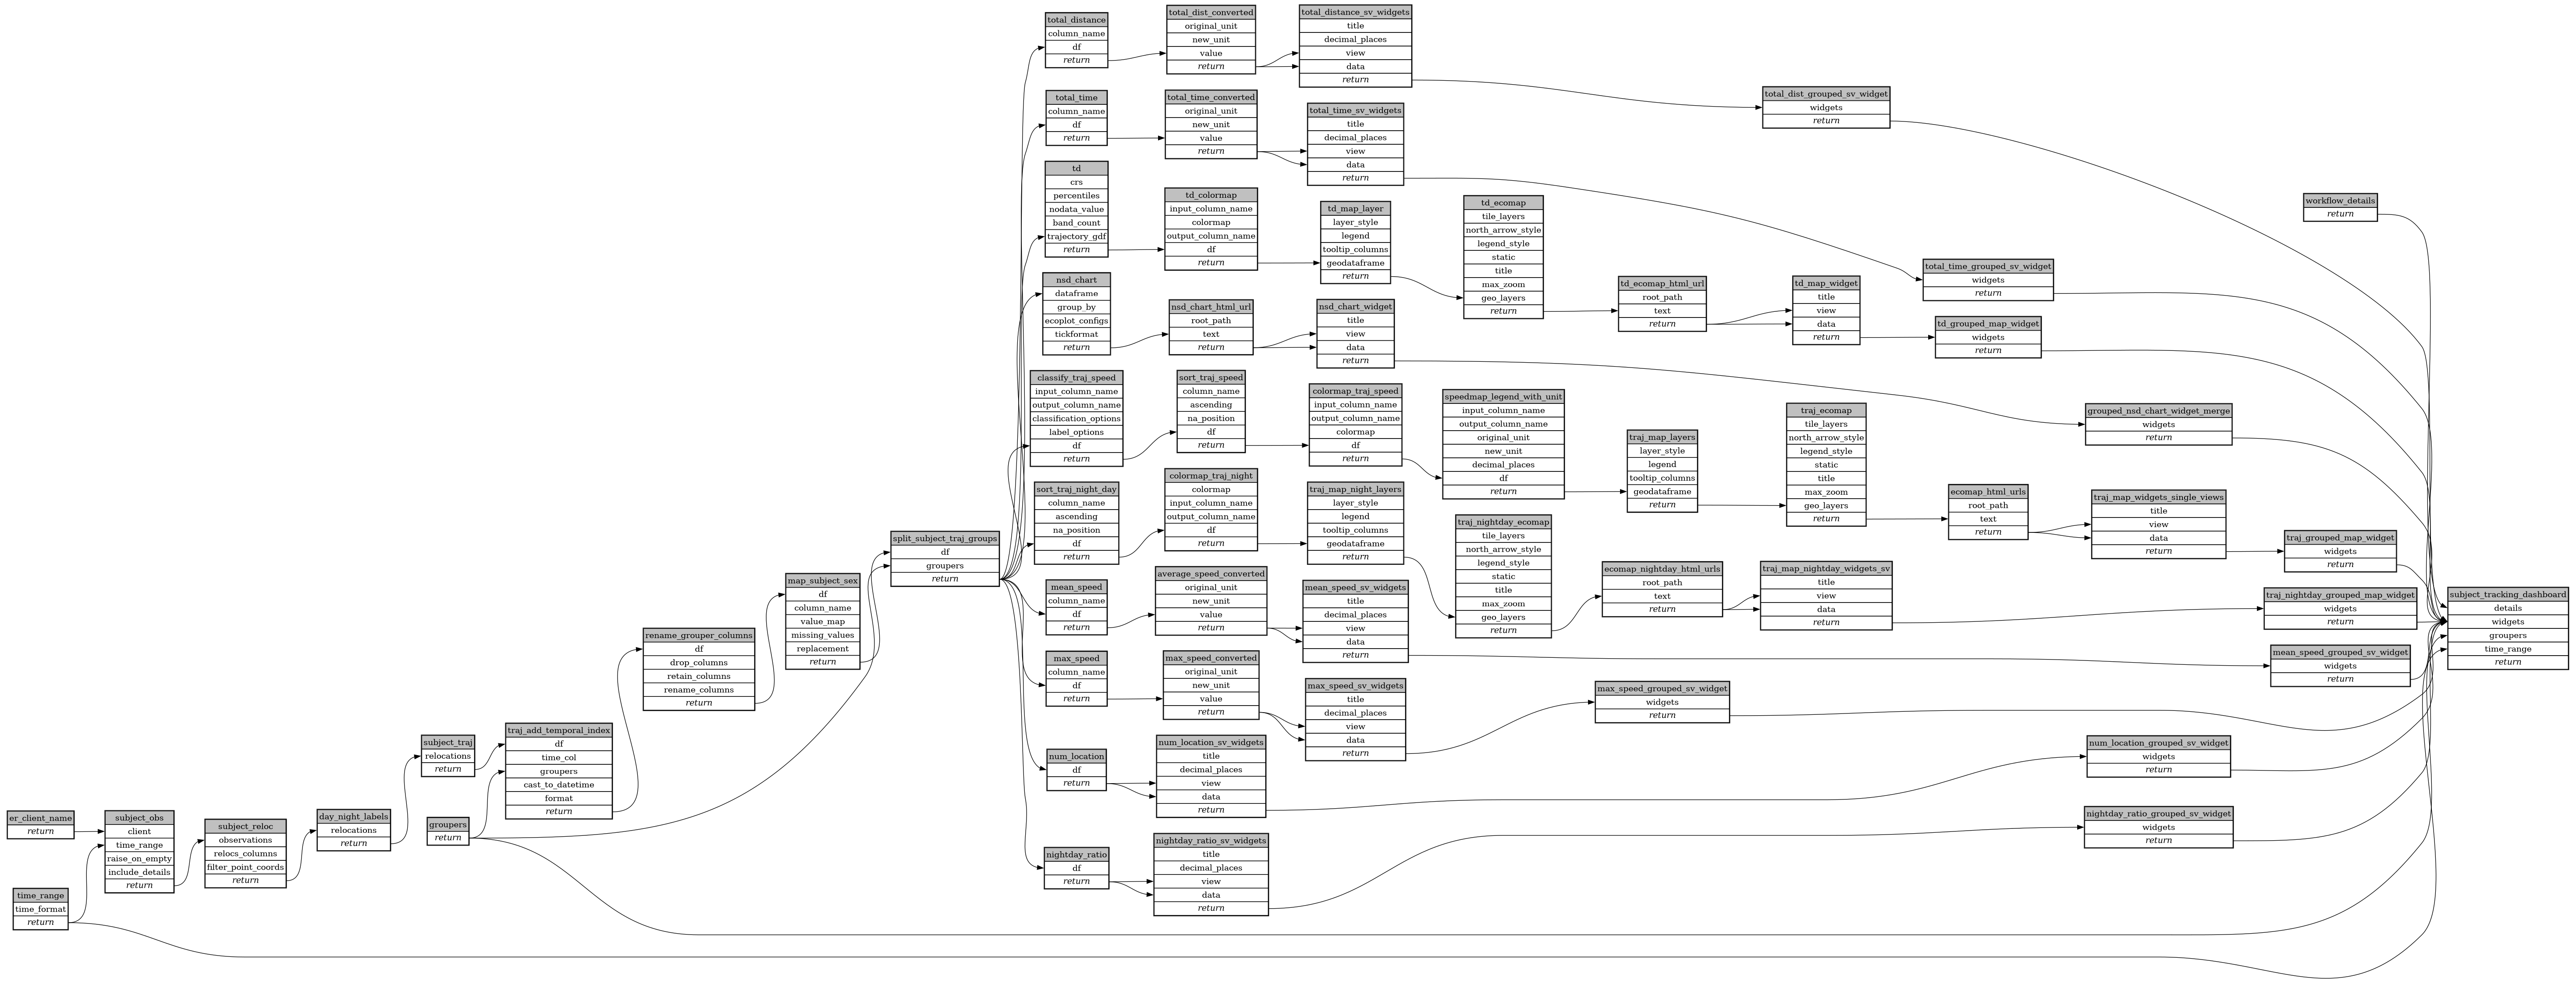 er_client_name
return
time_range
time_format
return
subject_obs
client
time_range
raise_on_empty
include_details
return
subject_reloc
observations
relocs_columns
filter_point_coords
return
day_night_labels
relocations
return
subject_traj
relocations
return
groupers
return
traj_add_temporal_index
df
time_col
groupers
cast_to_datetime
format
return
rename_grouper_columns
df
drop_columns
retain_columns
rename_columns
return
map_subject_sex
df
column_name
value_map
missing_values
replacement
return
split_subject_traj_groups
df
groupers
return
total_distance
column_name
df
return
total_time
column_name
df
return
td
crs
percentiles
nodata_value
band_count
trajectory_gdf
return
nsd_chart
dataframe
group_by
ecoplot_configs
tickformat
return
classify_traj_speed
input_column_name
output_column_name
classification_options
label_options
df
return
sort_traj_night_day
column_name
ascending
na_position
df
return
mean_speed
column_name
df
return
max_speed
column_name
df
return
num_location
df
return
nightday_ratio
df
return
total_dist_converted
original_unit
new_unit
value
return
total_time_converted
original_unit
new_unit
value
return
td_colormap
input_column_name
colormap
output_column_name
df
return
nsd_chart_html_url
root_path
text
return
sort_traj_speed
column_name
ascending
na_position
df
return
colormap_traj_night
colormap
input_column_name
output_column_name
df
return
average_speed_converted
original_unit
new_unit
value
return
max_speed_converted
original_unit
new_unit
value
return
num_location_sv_widgets
title
decimal_places
view
data
return
nightday_ratio_sv_widgets
title
decimal_places
view
data
return
total_distance_sv_widgets
title
decimal_places
view
data
return
total_time_sv_widgets
title
decimal_places
view
data
return
td_map_layer
layer_style
legend
tooltip_columns
geodataframe
return
nsd_chart_widget
title
view
data
return
colormap_traj_speed
input_column_name
output_column_name
colormap
df
return
traj_map_night_layers
layer_style
legend
tooltip_columns
geodataframe
return
mean_speed_sv_widgets
title
decimal_places
view
data
return
max_speed_sv_widgets
title
decimal_places
view
data
return
td_ecomap
tile_layers
north_arrow_style
legend_style
static
title
max_zoom
geo_layers
return
speedmap_legend_with_unit
input_column_name
output_column_name
original_unit
new_unit
decimal_places
df
return
traj_nightday_ecomap
tile_layers
north_arrow_style
legend_style
static
title
max_zoom
geo_layers
return
td_ecomap_html_url
root_path
text
return
traj_map_layers
layer_style
legend
tooltip_columns
geodataframe
return
ecomap_nightday_html_urls
root_path
text
return
max_speed_grouped_sv_widget
widgets
return
total_dist_grouped_sv_widget
widgets
return
td_map_widget
title
view
data
return
traj_ecomap
tile_layers
north_arrow_style
legend_style
static
title
max_zoom
geo_layers
return
traj_map_nightday_widgets_sv
title
view
data
return
total_time_grouped_sv_widget
widgets
return
td_grouped_map_widget
widgets
return
ecomap_html_urls
root_path
text
return
grouped_nsd_chart_widget_merge
widgets
return
traj_map_widgets_single_views
title
view
data
return
num_location_grouped_sv_widget
widgets
return
nightday_ratio_grouped_sv_widget
widgets
return
workflow_details
return
traj_grouped_map_widget
widgets
return
traj_nightday_grouped_map_widget
widgets
return
mean_speed_grouped_sv_widget
widgets
return
subject_tracking_dashboard
details
widgets
groupers
time_range
return